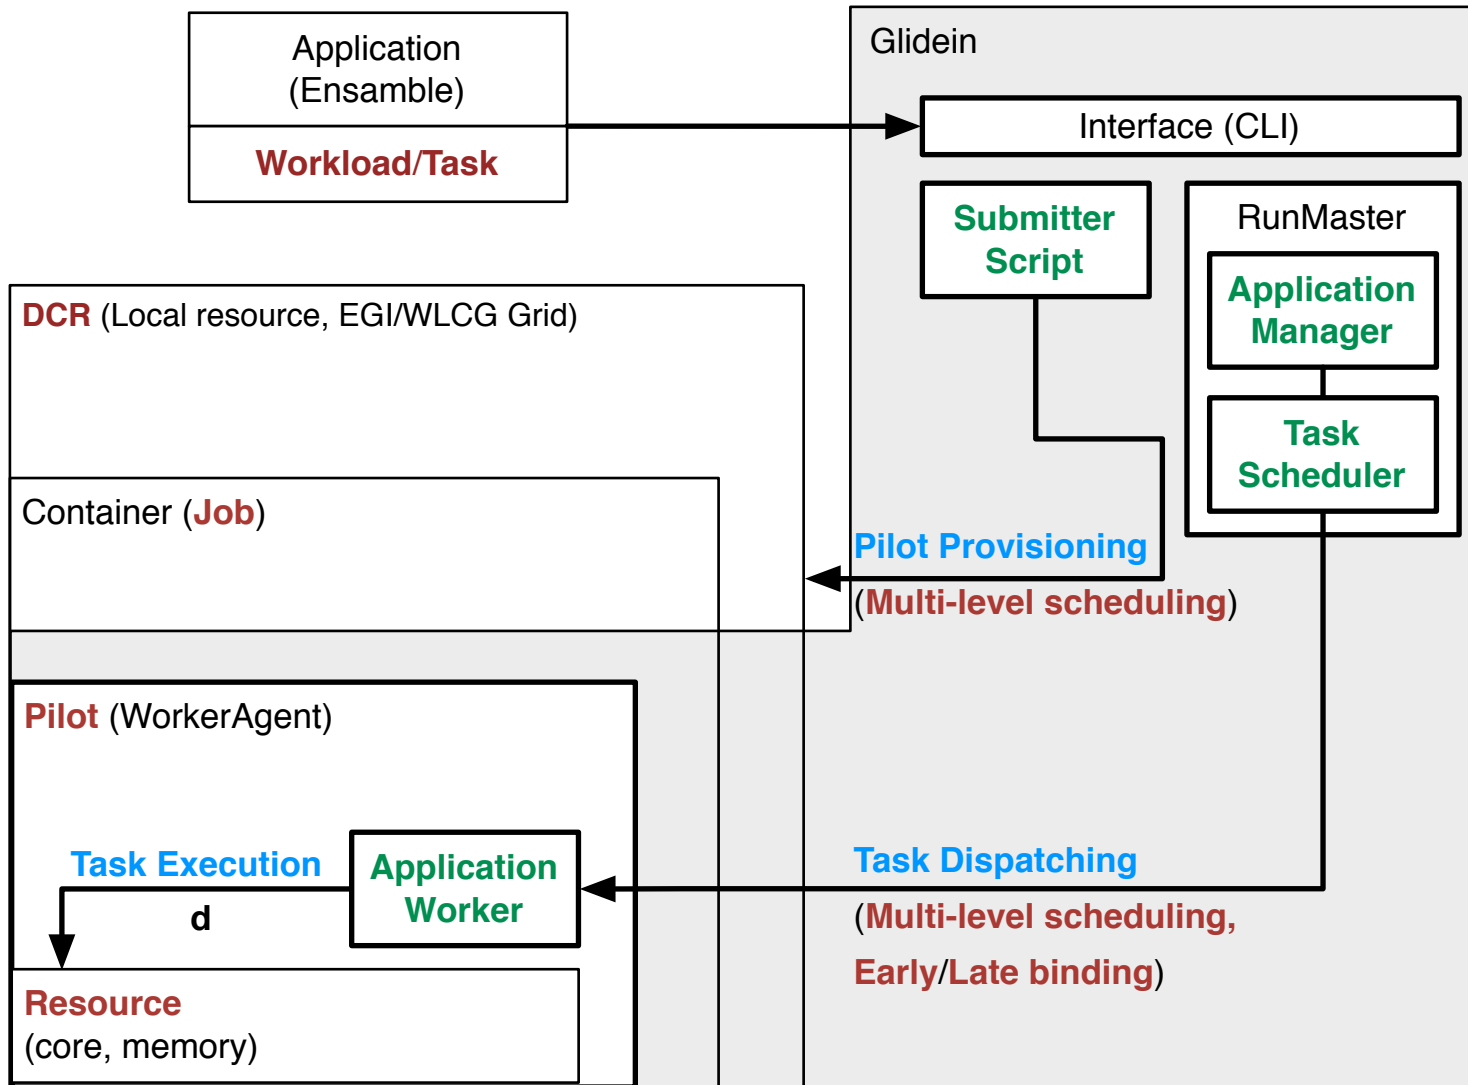 Application
(Ensamble)
Workload/Task
Glidein
Interface (CLI)
Submitter
Script
RunMaster
Application
Manager
Task
Scheduler
DCR (Local resource, EGI/WLCG Grid)
Container (Job)
Pilot Provisioning
(Multi-level scheduling)
Pilot (WorkerAgent)
Task Execution
d
Application
Worker
Task Dispatching
(Multi-level scheduling,
Early/Late binding)
Resource
(core, memory)